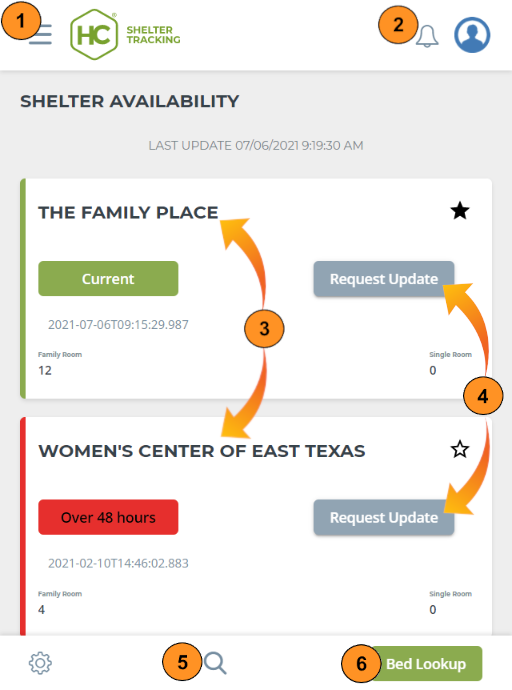 1
HC® SHELTER
TRACKING
2
SHELTER AVAILABILITY
LAST UPDATE 07/06/2021 9:19:30 AM
THE FAMILY PLACE
Current
Request Update
2021-07-06T09:15:29.987
3
Family Room
12
Single Room
0
4
WOMEN'S CENTER OF EAST TEXAS
Over 48 hours
Request Update
2021-02-10T14:46:02.883
Family Room
4
Single Room
0
5
6
Bed Lookup